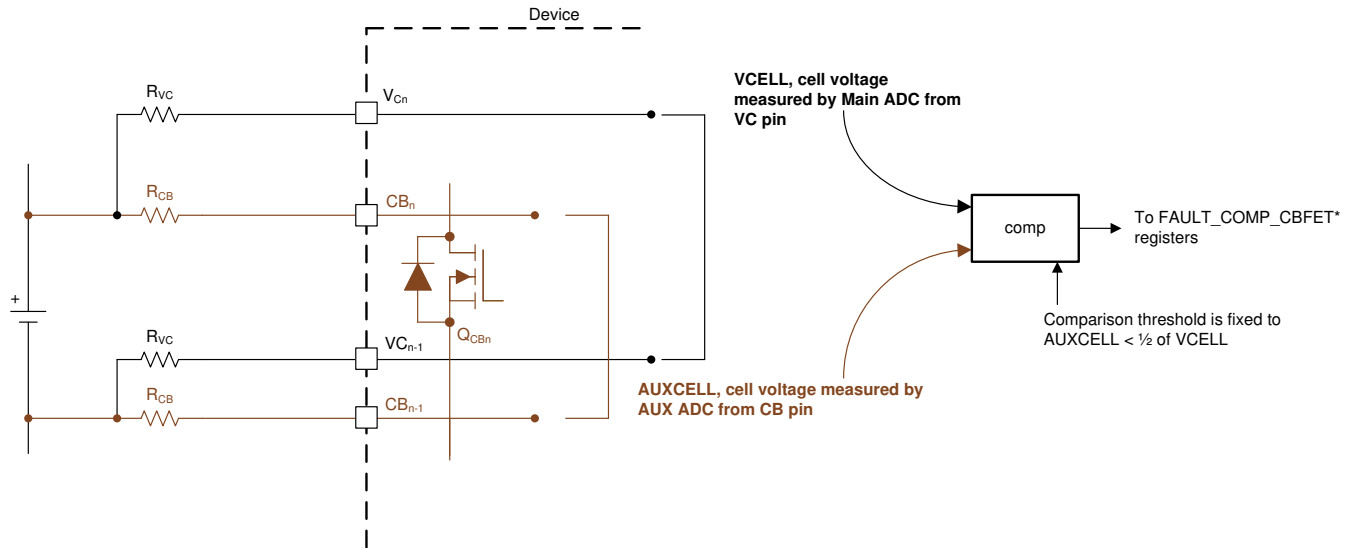 Device
VCELL, cell voltage
measured by Main ADC from
VC pin
RVC
VCn
RCB
CBn
comp
To FAULT_COMP_CBFET*
registers
+
QCBn
RVC
VCn-1
Comparison threshold is fixed to
AUXCELL < ½ of VCELL
RCB
CBn-1
AUXCELL, cell voltage measured by
AUX ADC from CB pin